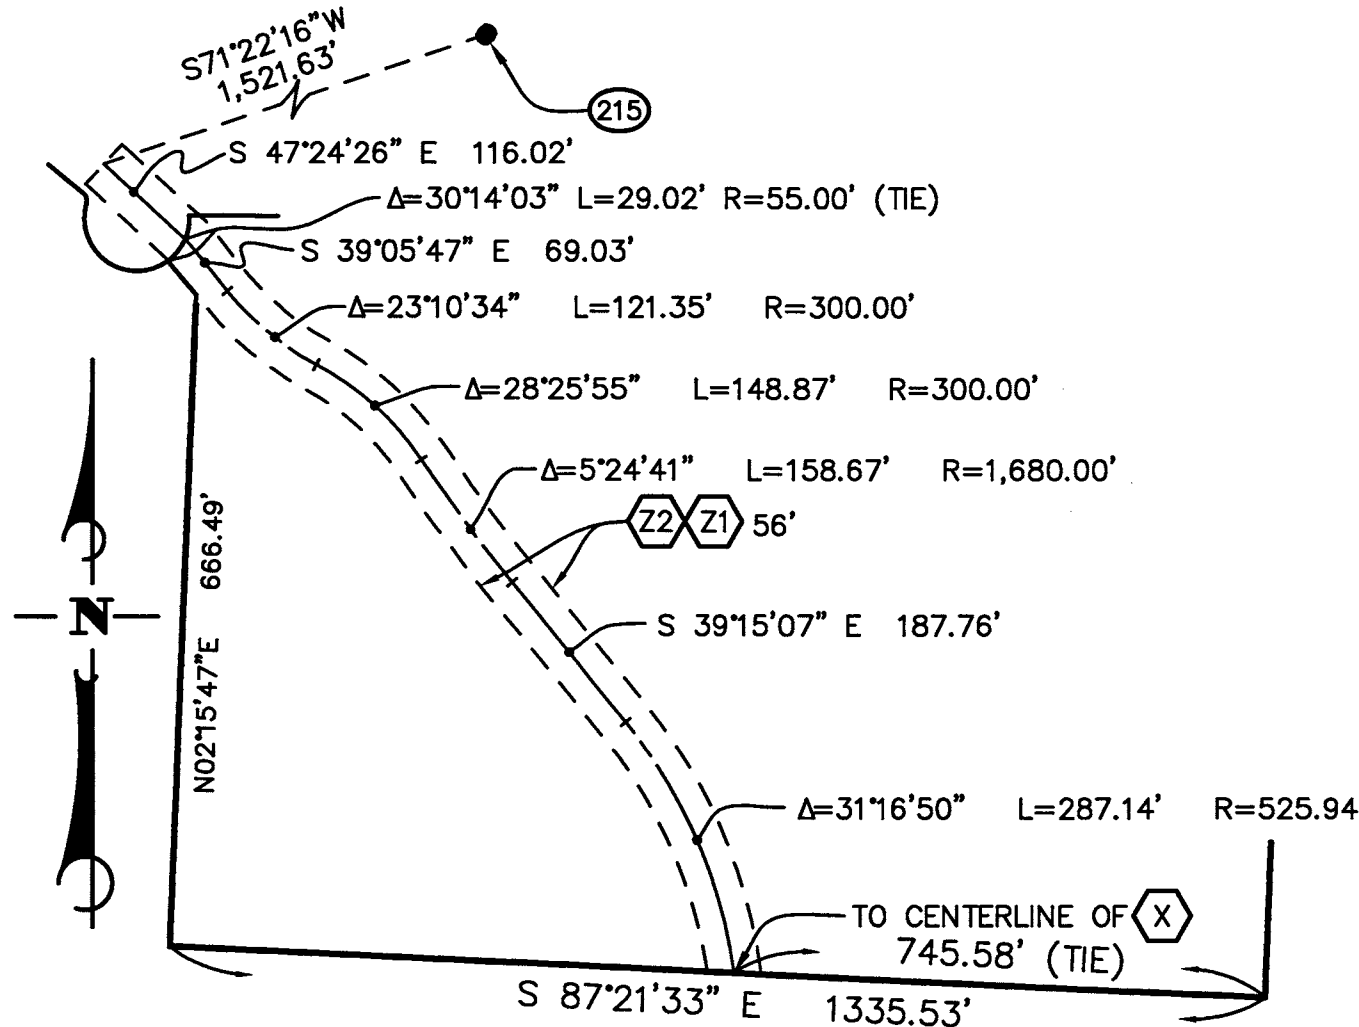 S71°22'16"W
1,521.63'
215
S 47°24'26" E 116.02'
Δ=30°14'03" L=29.02' R=55.00' (TIE)
S 39°05'47" E 69.03'
Δ=23°10'34" L=121.35' R=300.00'
Δ=28°25'55" L=148.87' R=300.00'
Δ=5°24'41" L=158.67' R=1,680.00'
Z2 Z1 56'
N02°15'47"E 666.49'
N
S 39°15'07" E 187.76'
Δ=31°16'50" L=287.14' R=525.94
TO CENTERLINE OF X
745.58' (TIE)
S 87°21'33" E 1335.53'